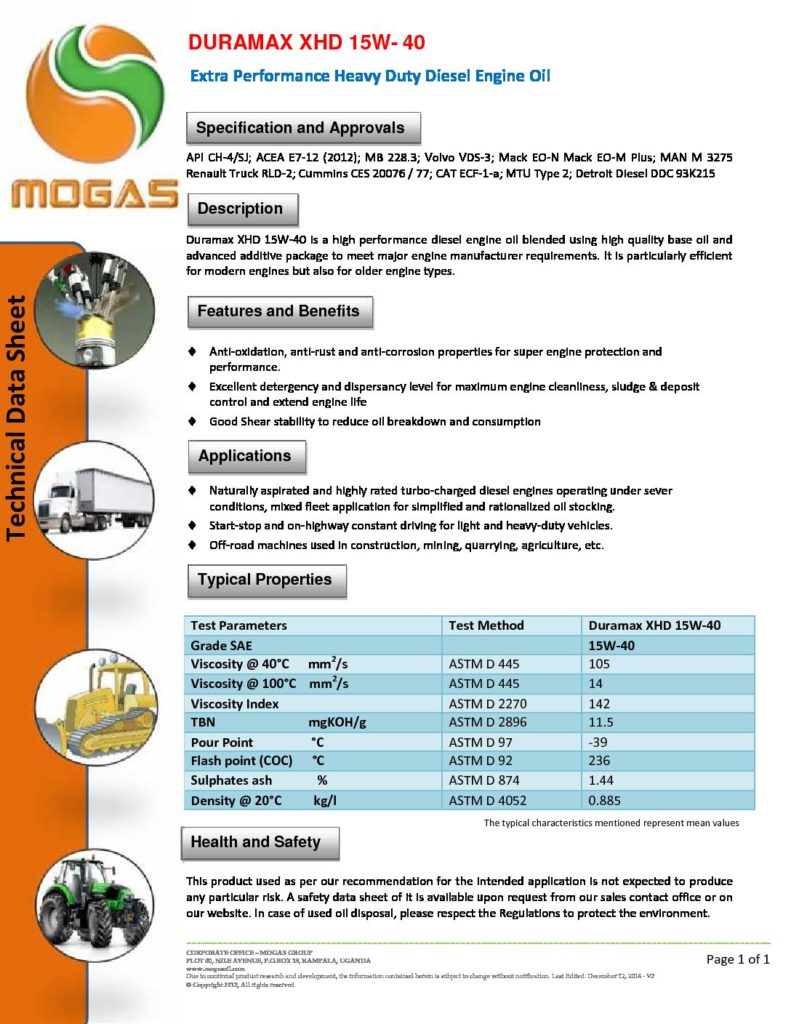 DURAMAX XHD 15W- 40
Extra Performance Heavy Duty Diesel Engine Oil
MOGAS
Technical Data Sheet
Specification and Approvals
API CH-4/SJ; ACEA E7-12 (2012); MB 228.3; Volvo VDS-3; Mack EO-N Mack EO-M Plus; MAN M 3275
Renault Truck RLD-2; Cummins CES 20076 / 77; CAT ECF-1-a; MTU Type 2; Detroit Diesel DDC 93K215
Description
Duramax XHD 15W-40 is a high performance diesel engine oil blended using high quality base oil and
advanced additive package to meet major engine manufacturer requirements. It is particularly efficient
for modern engines but also for older engine types.
Features and Benefits
♦ Anti-oxidation, anti-rust and anti-corrosion properties for super engine protection and
performance.
♦ Excellent detergency and dispersancy level for maximum engine cleanliness, sludge & deposit
control and extend engine life
♦ Good Shear stability to reduce oil breakdown and consumption
Applications
♦ Naturally aspirated and highly rated turbo-charged diesel engines operating under sever
conditions, mixed fleet application for simplified and rationalized oil stocking.
♦ Start-stop and on-highway constant driving for light and heavy-duty vehicles.
♦ Off-road machines used in construction, mining, quarrying, agriculture, etc.
Typical Properties
Test Parameters Test Method Duramax XHD 15W-40
Grade SAE 15W-40
Viscosity @ 40°C mm²/s ASTM D 445 105
Viscosity @ 100°C mm²/s ASTM D 445 14
Viscosity Index ASTM D 2270 142
TBN mgKOH/g ASTM D 2896 11.5
Pour Point °C ASTM D 97 -39
Flash point (COC) °C ASTM D 92 236
Sulphates ash % ASTM D 874 1.44
Density @ 20°C kg/l ASTM D 4052 0.885
The typical characteristics mentioned represent mean values
Health and Safety
This product used as per our recommendation for the intended application is not expected to produce
any particular risk. A safety data sheet of it is available upon request from our sales contact office or on
our website. In case of used oil disposal, please respect the Regulations to protect the environment.
CORPORATE OFFICE – MOGAS GROUP
NILE AVENUE, P.O.BOX KAMPALA, UGANDA
Due to continual product research and development, the information contained herein is subject to change without notification. Last Edited: December 12, 2014 - V2
© Copyright 2012, All rights reserved.
Page 1 of 1